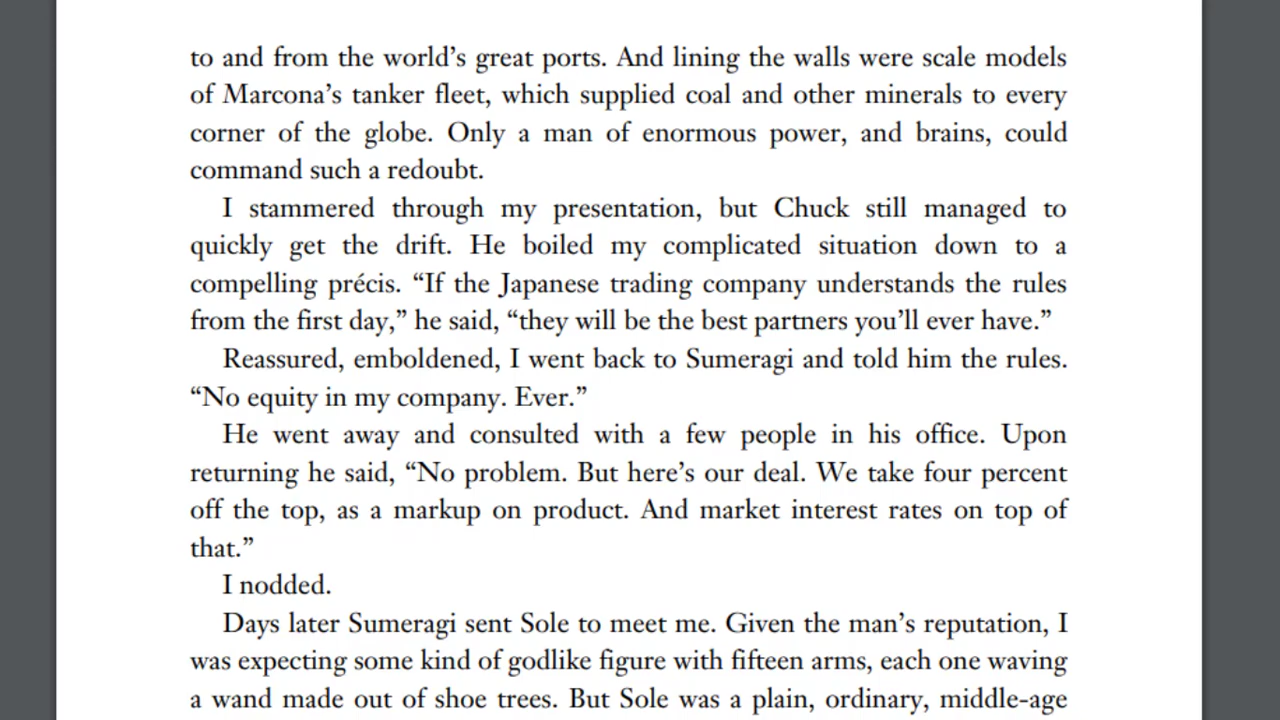 to and from the world’s great ports. And lining the walls were scale models
of Marcona’s tanker fleet, which supplied coal and other minerals to every
corner of the globe. Only a man of enormous power, and brains, could
command such a redoubt.
I stammered through my presentation, but Chuck still managed to
quickly get the drift. He boiled my complicated situation down to a
compelling précis. “If the Japanese trading company understands the rules
from the first day,” he said, “they will be the best partners you’ll ever have.”
Reassured, emboldened, I went back to Sumeragi and told him the rules.
“No equity in my company. Ever.”
He went away and consulted with a few people in his office. Upon
returning he said, “No problem. But here’s our deal. We take four percent
off the top, as a markup on product. And market interest rates on top of
that.”
I nodded.
Days later Sumeragi sent Sole to meet me. Given the man’s reputation, I
was expecting some kind of godlike figure with fifteen arms, each one waving
a wand made out of shoe trees. But Sole was a plain, ordinary, middle-age